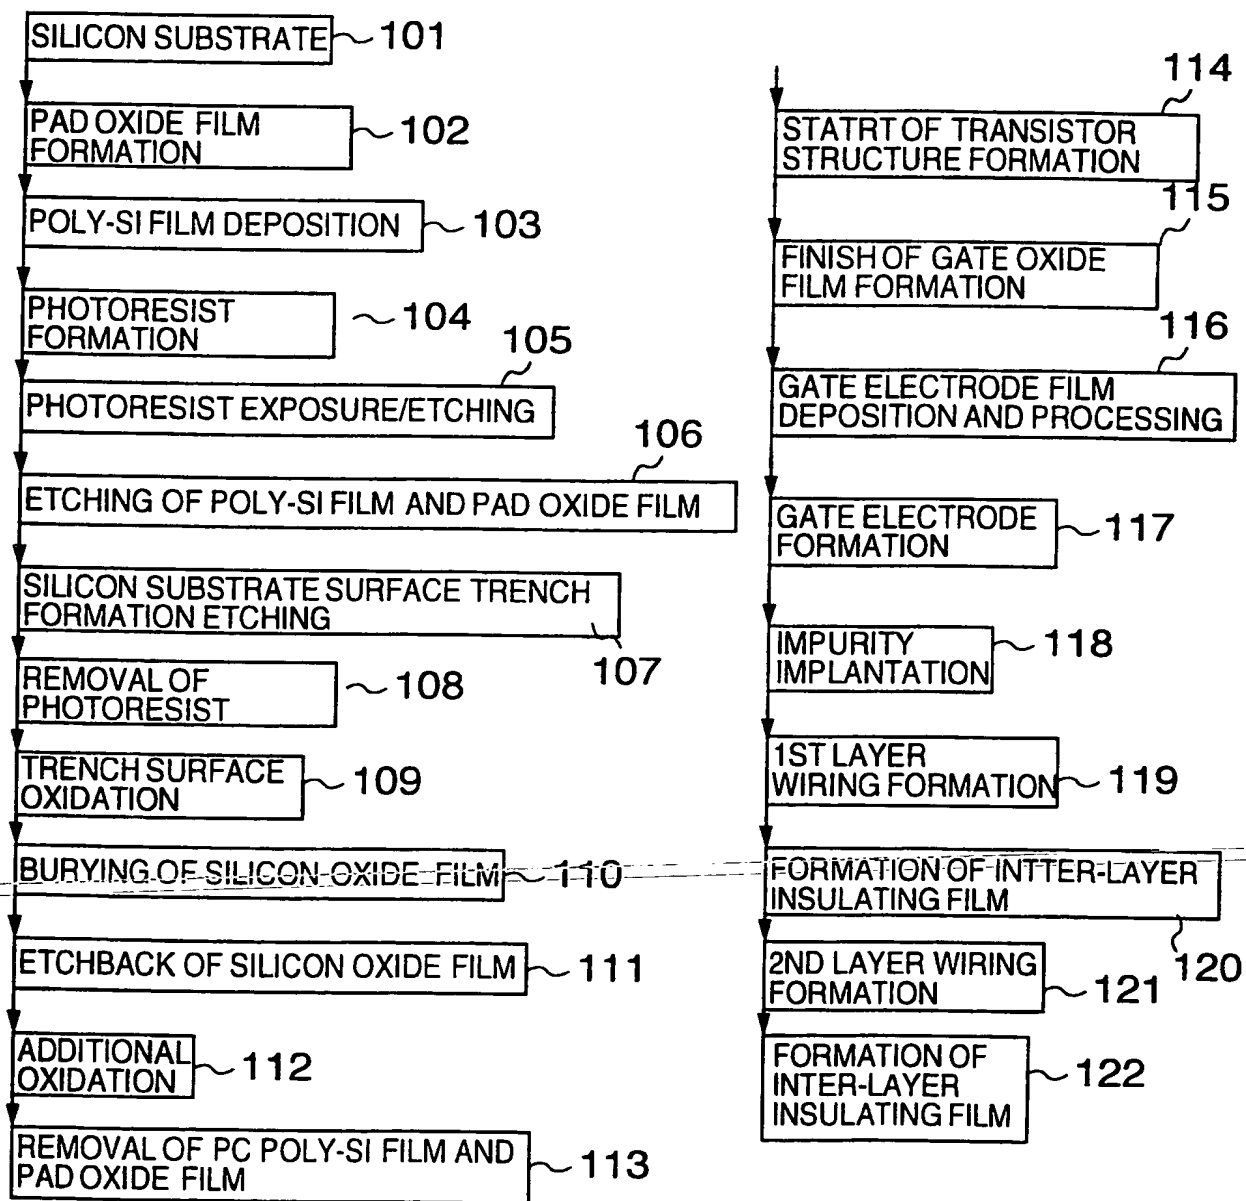 SILICON SUBSTRATE
101
PAD OXIDE FILM
FORMATION
102
POLY-SI FILM DEPOSITION
103
PHOTORESIST
FORMATION
104
105
PHOTORESIST EXPOSURE/ETCHING
106
ETCHING OF POLY-SI FILM AND PAD OXIDE FILM
SILICON SUBSTRATE SURFACE TRENCH
FORMATION ETCHING
107
REMOVAL OF
PHOTORESIST
108
TRENCH SURFACE
OXIDATION
109
BURYING OF SILICON OXIDE FILM
110
ETCHBACK OF SILICON OXIDE FILM
111
ADDITIONAL
OXIDATION
112
REMOVAL OF PC POLY-SI FILM AND
PAD OXIDE FILM
113
114
STATRT OF TRANSISTOR
STRUCTURE FORMATION
115
FINISH OF GATE OXIDE
FILM FORMATION
116
GATE ELECTRODE FILM
DEPOSITION AND PROCESSING
GATE ELECTRODE
FORMATION
117
IMPURITY
IMPLANTATION
118
1ST LAYER
WIRING FORMATION
119
FORMATION OF INTTER-LAYER
INSULATING FILM
120
2ND LAYER WIRING
FORMATION
121
FORMATION OF
INTER-LAYER
INSULATING FILM
122